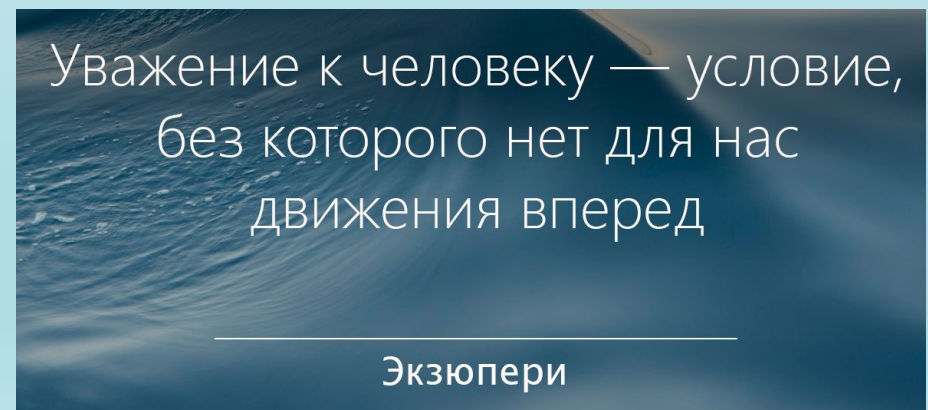 Уважение к человеку — условие,
без которого нет для нас
движения вперед
Экзюпери